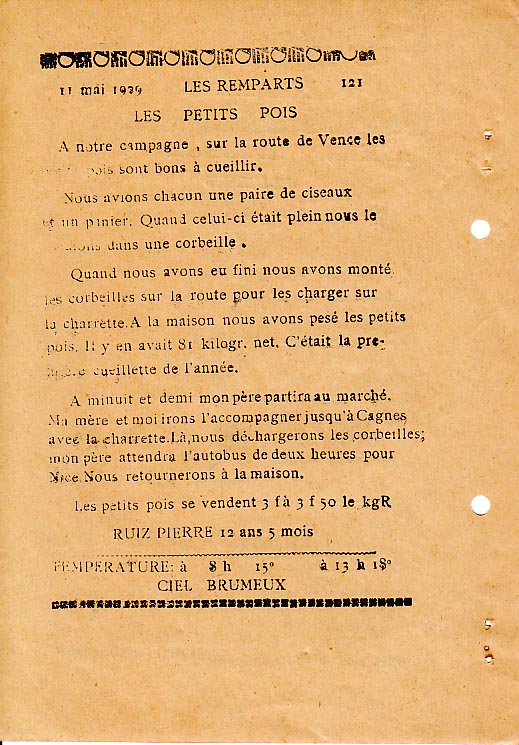 11 mai 1939 LES REMPARTS 121
LES PETITS POIS
A notre campagne , sur la route de Vence les
pois sont bons à cueillir.
Nous avions chacun une paire de ciseaux
et un panier. Quand celui-ci était plein nous le
dans une corbeille .
Quand nous avons eu fini nous avons monté
les corbeilles sur la route pour les charger sur
la charrette.A la maison nous avons pesé les petits
pois. Il y en avait 81 kilogr. net. C'était la pre-
cueillette de l'année.
A minuit et demi mon père partira au marché.
Ma mère et moi irons l'accompagner jusqu'à Cagnes
avec la charrette.Là,nous déchargerons les corbeilles;
mon père attendra l'autobus de deux heures pour
Nice.Nous retournerons à la maison.
Les petits pois se vendent 3 f à 3 f 50 le kgR
RUIZ PIERRE 12 ans 5 mois
TEMPERATURE: à 8 h 15° à 13 h 18°
CIEL BRUMEUX